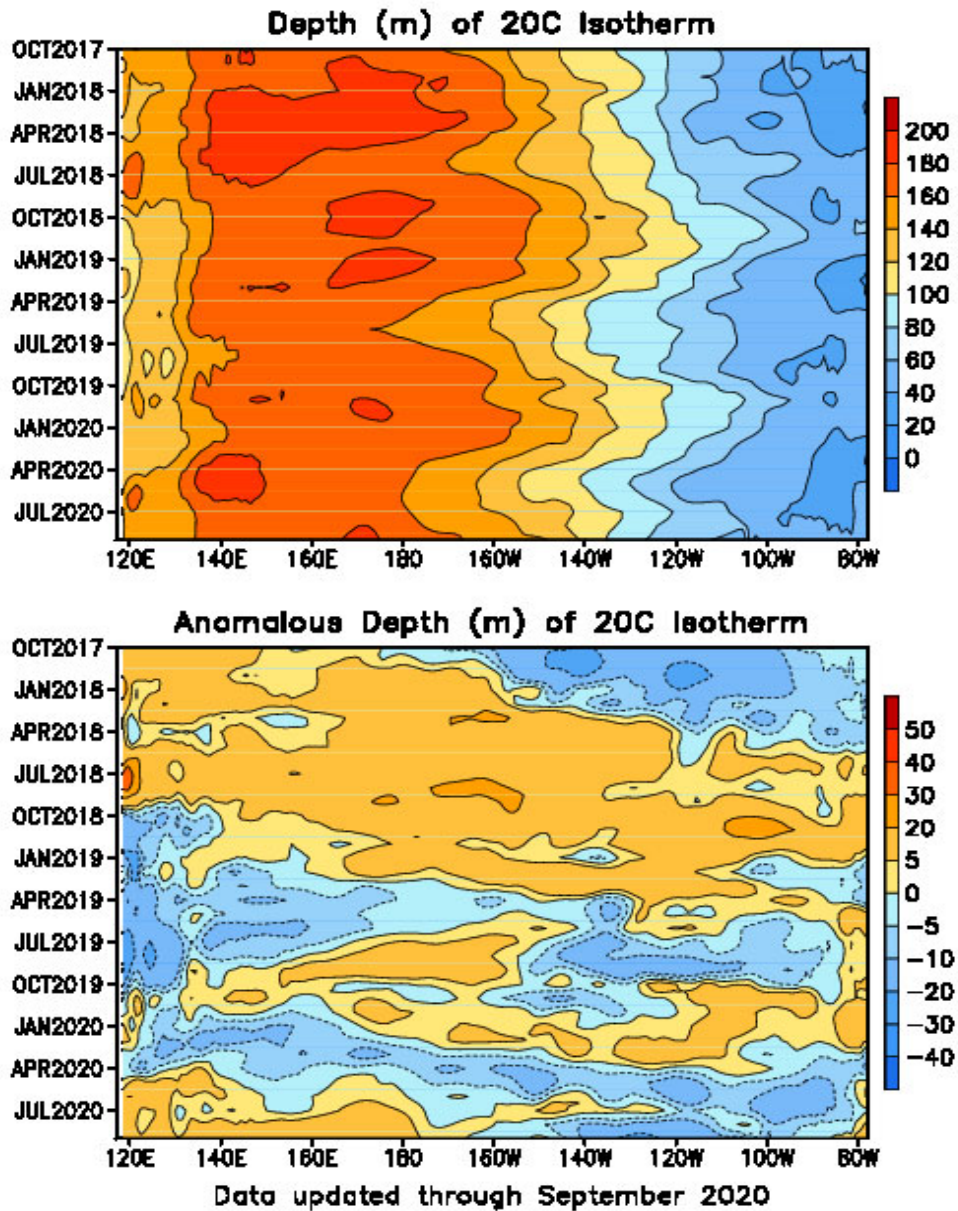 Depth (m) of 20C Isotherm
OCT2017
JAN2018
APR2018
JUL2018
OCT2018
JAN2019
APR2019
JUL2019
OCT2019
JAN2020
APR2020
JUL2020
120E 140E 160E 180 160W 140W 120W 100W 80W
200
180
160
140
120
100
80
60
40
20
0
Anomalous Depth (m) of 20C Isotherm
OCT2017
JAN2018
APR2018
JUL2018
OCT2018
JAN2019
APR2019
JUL2019
OCT2019
JAN2020
APR2020
JUL2020
120E 140E 160E 180 160W 140W 120W 100W 80W
50
40
30
20
5
0
-5
-10
-20
-30
-40
Data updated through September 2020